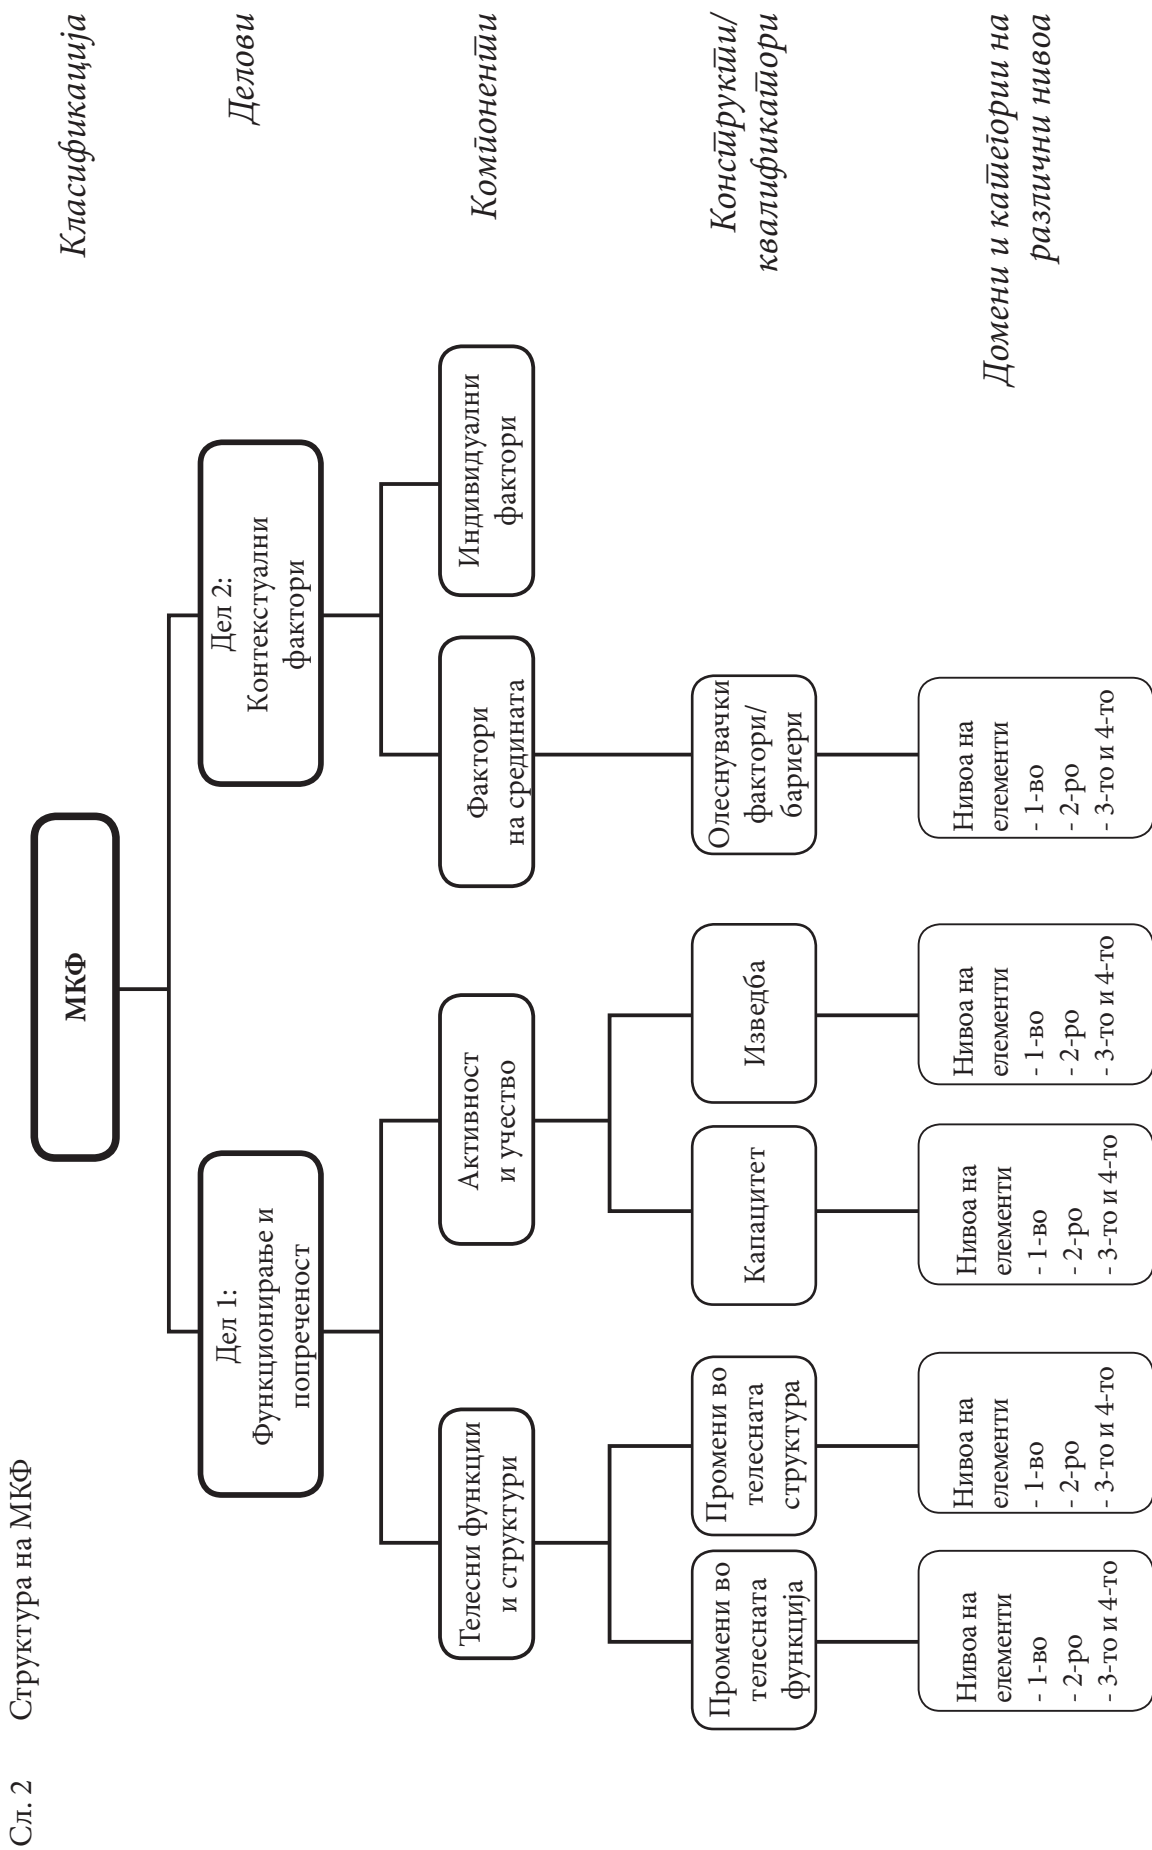 Сл. 2 Структура на МКФ
МКФ
Класификација
Дел 1:
Функционирање и
попреченост
Дел 2:
Контекстуални
фактори
Делови
Телесни функции
и структури
Активност
и учество
Фактори
на средината
Индивидуални
фактори
Компоненти
Промени во
телесната
функција
Промени во
телесната
структура
Капацитет
Изведба
Олеснувачки
фактори/
бариери
Конструкти/
квалификатори
Нивоа на
елементи
- 1-во
- 2-ро
- 3-то и 4-то
Нивоа на
елементи
- 1-во
- 2-ро
- 3-то и 4-то
Нивоа на
елементи
- 1-во
- 2-ро
- 3-то и 4-то
Нивоа на
елементи
- 1-во
- 2-ро
- 3-то и 4-то
Нивоа на
елементи
- 1-во
- 2-ро
- 3-то и 4-то
Домени и категории на
различни нивоа